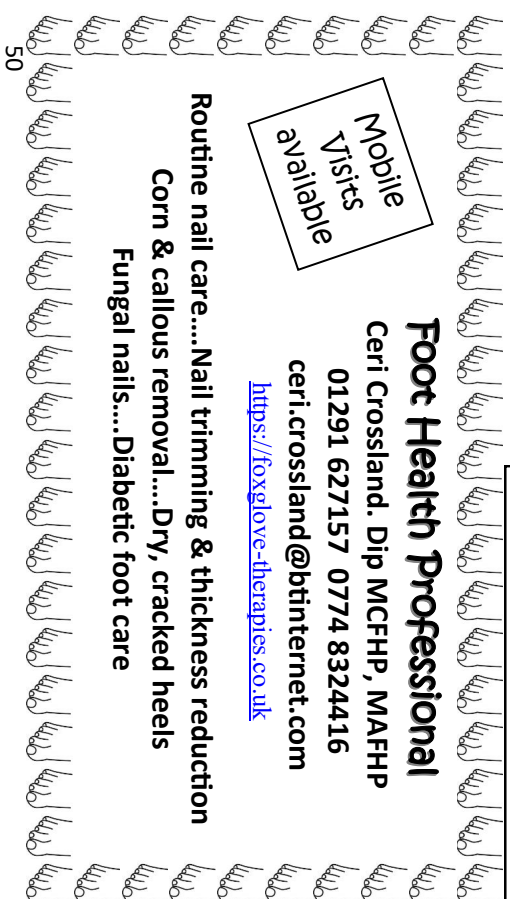 Foot Health Professional
Ceri Crossland. Dip MCFHP, MAFHP
01291 627157 0774 8324416
ceri.crossland@btinternet.com
https://foxglove-therapies.co.uk
Mobile
Visits
available
Routine nail care....Nail trimming & thickness reduction
Corn & callous removal....Dry, cracked heels
Fungal nails....Diabetic foot care
50